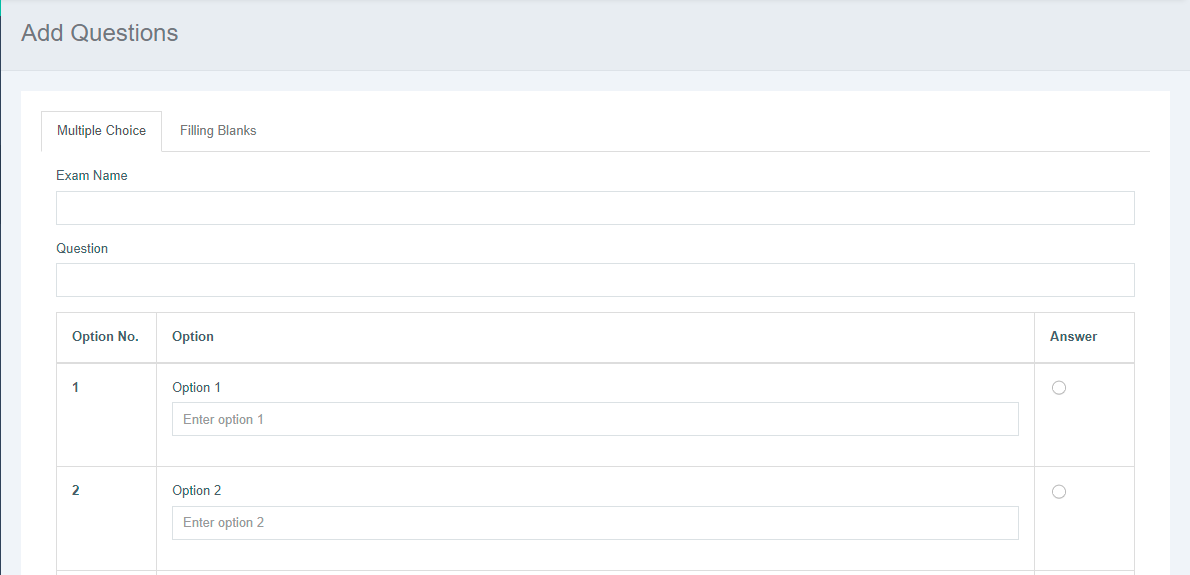 Add Questions
Multiple Choice Filling Blanks
Exam Name
Question
Option No. Option Answer
1 Option 1
Enter option 1
2 Option 2
Enter option 2